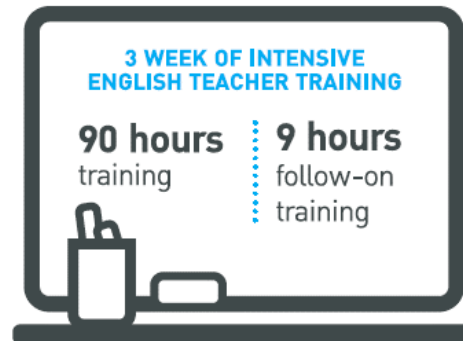 3 WEEK OF INTENSIVE
ENGLISH TEACHER TRAINING
90 hours
training
9 hours
follow-on
training